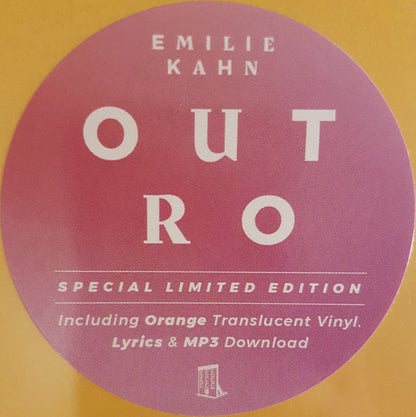 EMILIE
KAHN
OUT
RO
SPECIAL LIMITED EDITION
Including Orange Translucent Vinyl.
Lyrics & MP3 Download